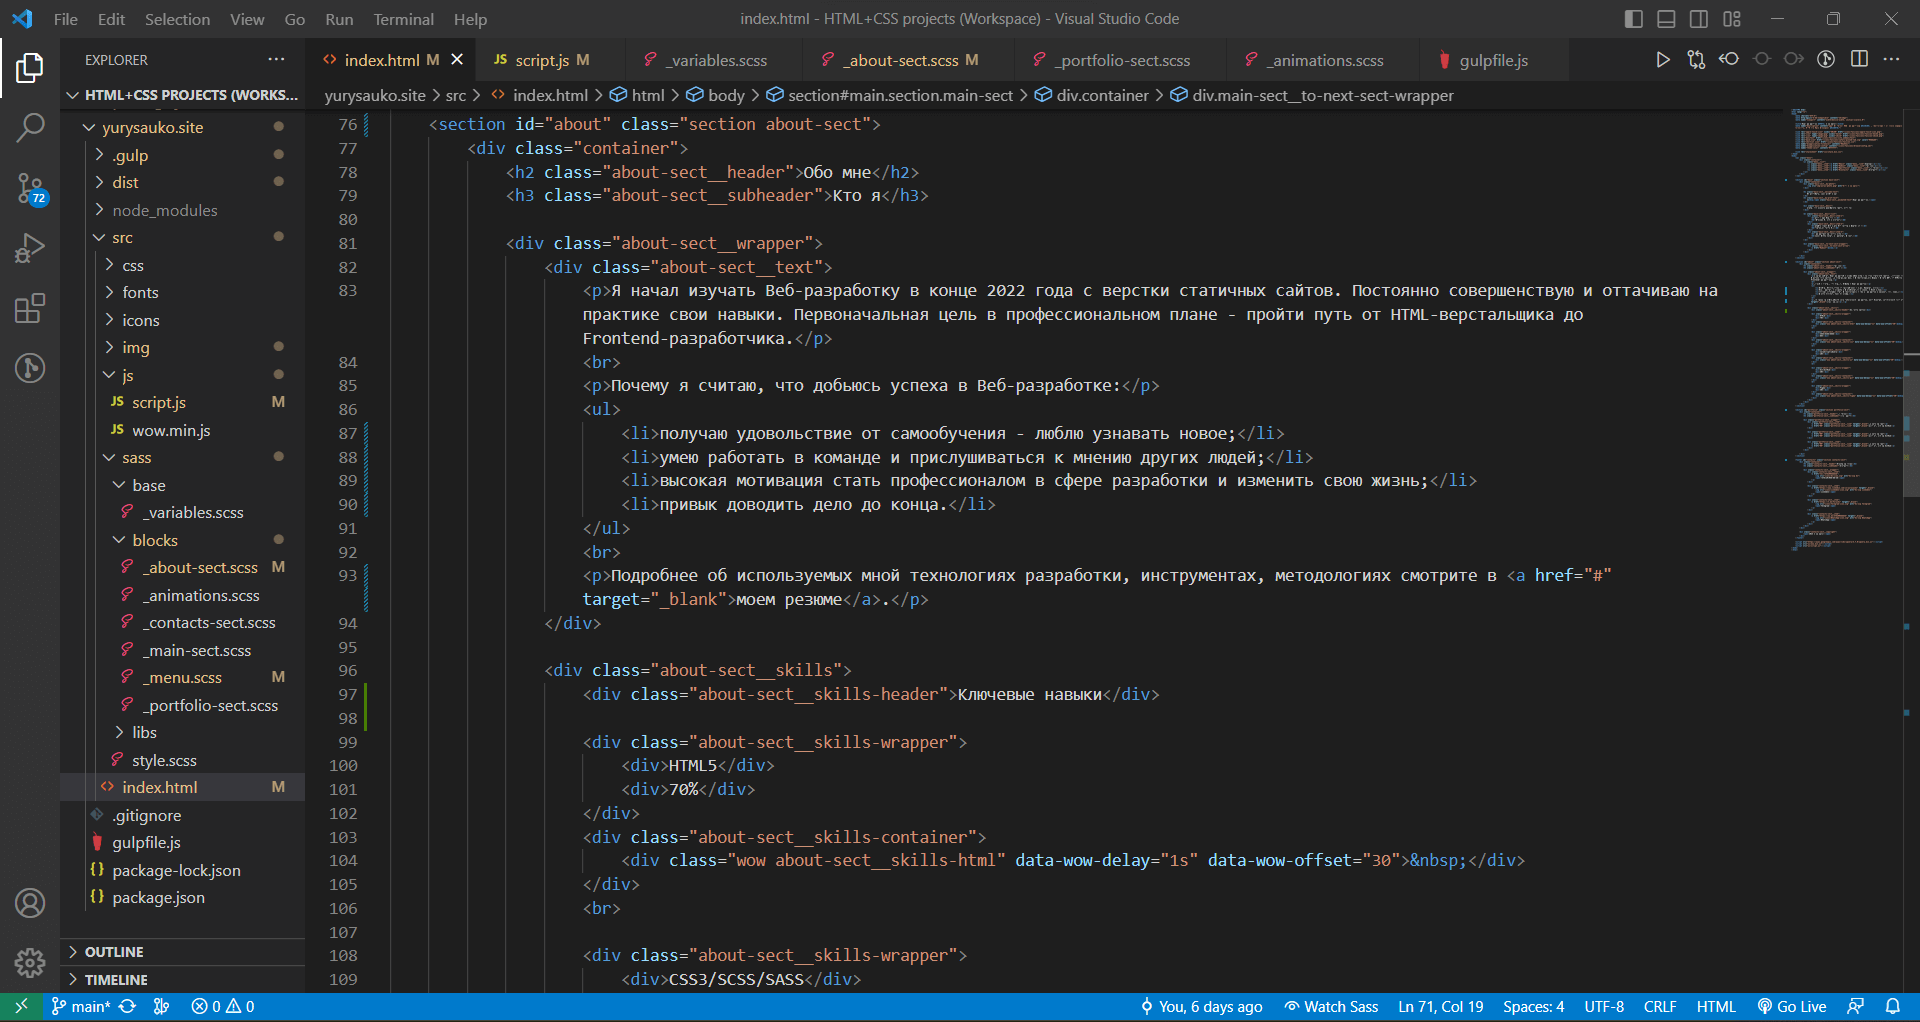 File Edit Selection View Go Run Terminal Help
index.html - HTML+CSS projects (Workspace) - Visual Studio Code
EXPLORER
index.html M
JS script.js M
_variables.scss
_about-sect.scss M
_portfolio-sect.scss
_animations.scss
gulpfile.js
HTML+CSS PROJECTS (WORKS...
yurysauko.site > src > index.html > html > body > section#main.section.main-sect > div.container > div.main-sect__to-next-sect-wrapper
yurysauko.site
.gulp
dist
node_modules
src
css
fonts
icons
img
js
JS script.js M
JS wow.min.js
sass
base
_variables.scss
blocks
_about-sect.scss M
_animations.scss
_contacts-sect.scss
_main-sect.scss
_menu.scss M
_portfolio-sect.scss
libs
style.scss
index.html M
.gitignore
gulpfile.js
{} package-lock.json
{} package.json
OUTLINE
TIMELINE
72
76 <section id="about" class="section about-sect">
77 <div class="container">
78 <h2 class="about-sect__header">Обо мне</h2>
79 <h3 class="about-sect__subheader">Кто я</h3>
80
81 <div class="about-sect__wrapper">
82 <div class="about-sect__text">
83 <p>Я начал изучать Веб-разработку в конце 2022 года с верстки статичных сайтов. Постоянно совершенствую и оттачиваю на
практике свои навыки. Первоначальная цель в профессиональном плане - пройти путь от HTML-верстальщика до
Frontend-разработчика.</p>
84 <br>
85 <p>Почему я считаю, что добьюсь успеха в Веб-разработке:</p>
86 <ul>
87 <li>получаю удовольствие от самообучения - люблю узнавать новое;</li>
88 <li>умею работать в команде и прислушиваться к мнению других людей;</li>
89 <li>высокая мотивация стать профессионалом в сфере разработки и изменить свою жизнь;</li>
90 <li>привык доводить дело до конца.</li>
91 </ul>
92 <br>
93 <p>Подробнее об используемых мной технологиях разработки, инструментах, методологиях смотрите в <a href="#"
target="_blank">моем резюме</a>.</p>
94 </div>
95
96 <div class="about-sect__skills">
97 <div class="about-sect__skills-header">Ключевые навыки</div>
98
99 <div class="about-sect__skills-wrapper">
100 <div>HTML5</div>
101 <div>70%</div>
102 </div>
103 <div class="about-sect__skills-container">
104 <div class="wow about-sect__skills-html" data-wow-delay="1s" data-wow-offset="30">&nbsp;</div>
105 </div>
106 <br>
107
108 <div class="about-sect__skills-wrapper">
109 <div>CSS3/SCSS/SASS</div>
main* 0 0 You, 6 days ago Watch Sass Ln 71, Col 19 Spaces: 4 UTF-8 CRLF HTML Go Live